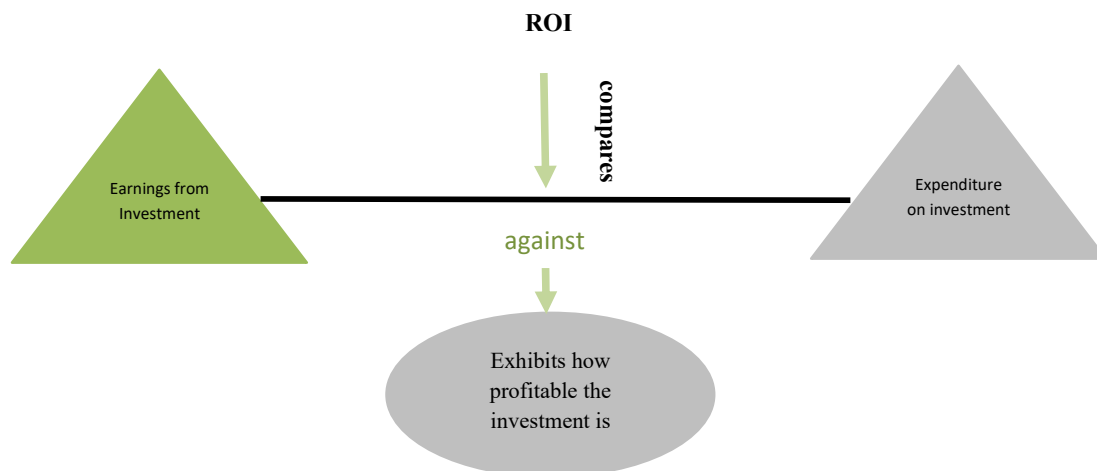 ROI
compares
Earnings from
Investment
Expenditure
on investment
against
Exhibits how
profitable the
investment is